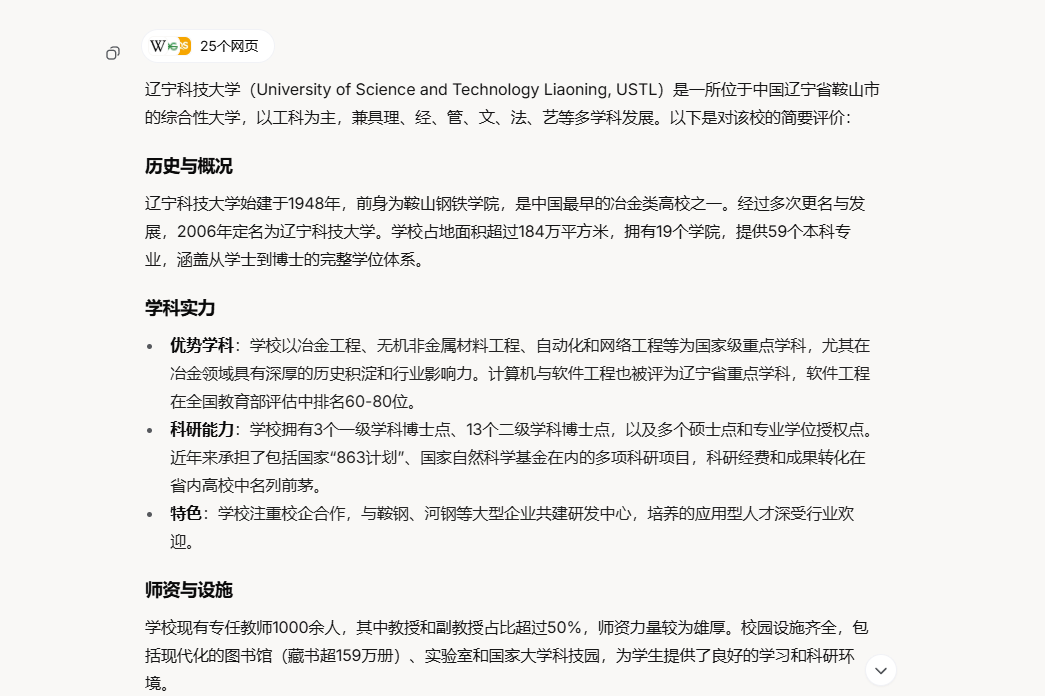 W S 25个网页
辽宁科技大学（University of Science and Technology Liaoning, USTL）是一所位于中国辽宁省鞍山市
的综合性大学，以工科为主，兼具理、经、管、文、法、艺等多学科发展。以下是对该校的简要评价：
历史与概况
辽宁科技大学始建于1948年，前身为鞍山钢铁学院，是中国最早的冶金类高校之一。经过多次更名与发
展，2006年定名为辽宁科技大学。学校占地面积超过184万平方米，拥有19个学院，提供59个本科专
业，涵盖从学士到博士的完整学位体系。
学科实力
• 优势学科：学校以冶金工程、无机非金属材料工程、自动化和网络工程等为国家级重点学科，尤其在
冶金领域具有深厚的历史积淀和行业影响力。计算机与软件工程也被评为辽宁省重点学科，软件工程
在全国教育部评估中排名60-80位。
• 科研能力：学校拥有3个一级学科博士点、13个二级学科博士点，以及多个硕士点和专业学位授权点。
近年来承担了包括国家“863计划”、国家自然科学基金在内的多项科研项目，科研经费和成果转化在
省内高校中名列前茅。
• 特色：学校注重校企合作，与鞍钢、河钢等大型企业共建研发中心，培养的应用型人才深受行业欢
迎。
师资与设施
学校现有专任教师1000余人，其中教授和副教授占比超过50%，师资力量较为雄厚。校园设施齐全，包
括现代化的图书馆（藏书超159万册）、实验室和国家大学科技园，为学生提供了良好的学习和科研环
境。